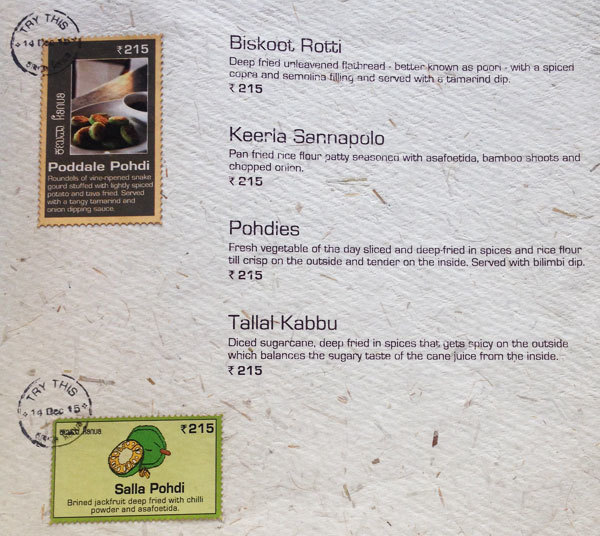 TRY THIS
14 Dec 15
₹215
ಕನುವಾ Kanua
Poddale Pohdi
Roundels of vine-ripened snake
gourd stuffed with lightly spiced
potato and tava fried. Served
with a tangy tamarind and
onion dipping sauce.
Biskoot Rotti
Deep fried unleavened flatbread - better known as poori - with a spiced
copra and semolina filling and served with a tamarind dip.
₹ 215
Keeria Sannapolo
Pan fried rice flour patty seasoned with asafoetida, bamboo shoots and
chopped onion.
₹ 215
Pohdies
Fresh vegetable of the day sliced and deep-fried in spices and rice flour
till crisp on the outside and tender on the inside. Served with bilimbi dip.
₹ 215
Tallal Kabbu
Diced sugarcane, deep fried in spices that gets spicy on the outside
which balances the sugary taste of the cane juice from the inside.
₹ 215
TRY THIS
14 Dec 15
Kanua
₹215
Salla Pohdi
Brined jackfruit deep fried with chilli
powder and asafoetida.